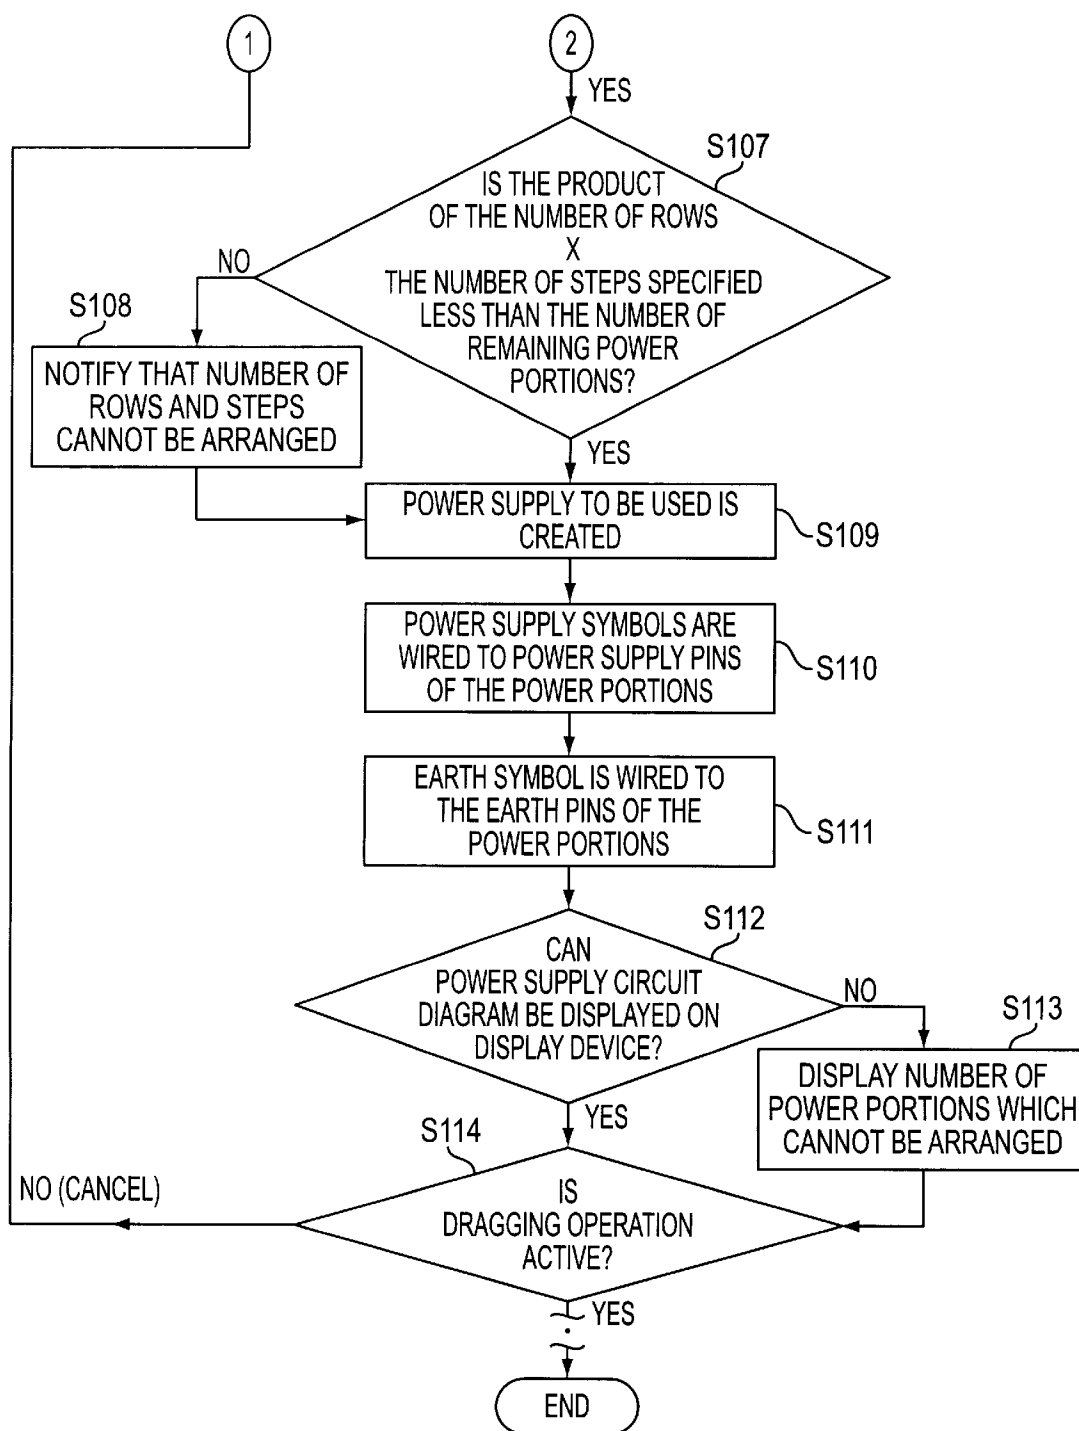 1
2
YES
S107
IS THE PRODUCT
OF THE NUMBER OF ROWS
X
THE NUMBER OF STEPS SPECIFIED
LESS THAN THE NUMBER OF
REMAINING POWER
PORTIONS?
NO
S108
NOTIFY THAT NUMBER OF
ROWS AND STEPS
CANNOT BE ARRANGED
YES
POWER SUPPLY TO BE USED IS
CREATED
S109
POWER SUPPLY SYMBOLS ARE
WIRED TO POWER SUPPLY PINS
OF THE POWER PORTIONS
S110
EARTH SYMBOL IS WIRED TO
THE EARTH PINS OF THE
POWER PORTIONS
S111
S112
CAN
POWER SUPPLY CIRCUIT
DIAGRAM BE DISPLAYED ON
DISPLAY DEVICE?
NO
S113
DISPLAY NUMBER OF
POWER PORTIONS WHICH
CANNOT BE ARRANGED
YES
S114
IS
DRAGGING OPERATION
ACTIVE?
NO (CANCEL)
YES
END